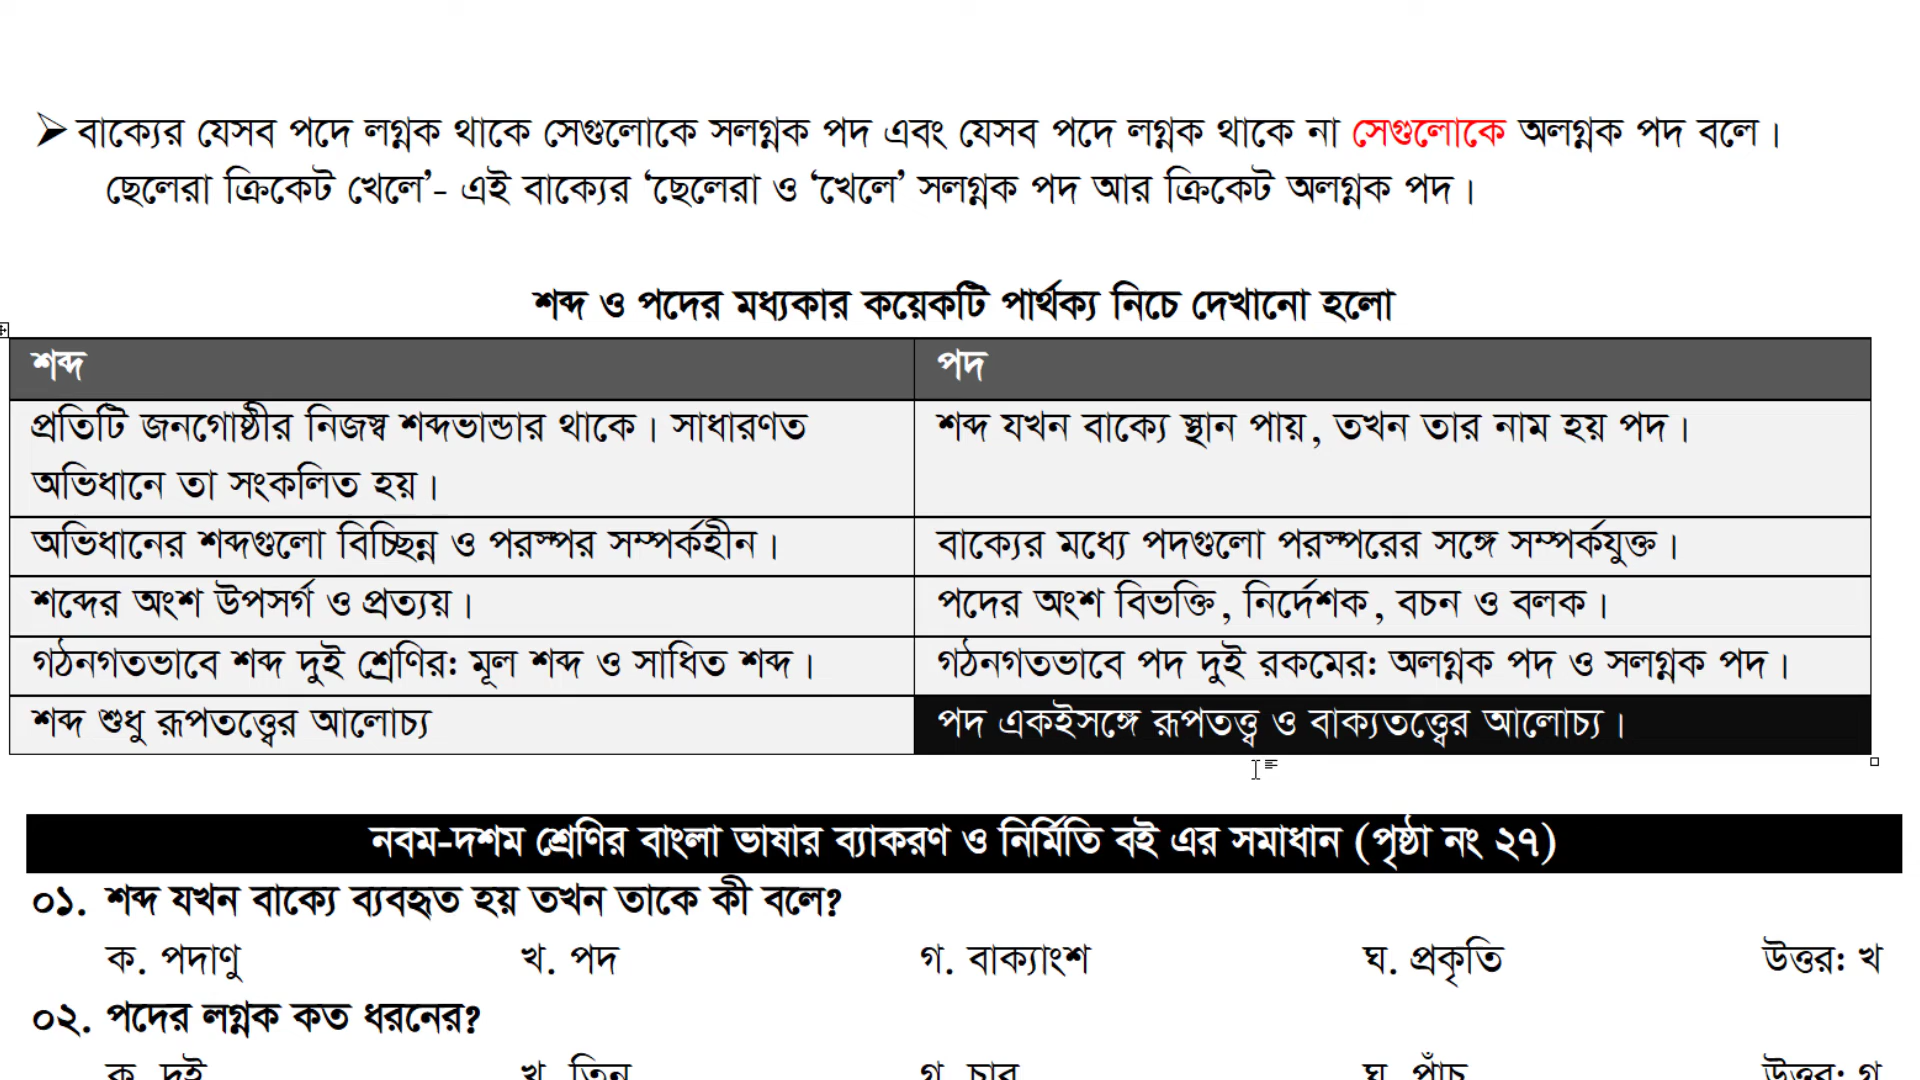 ➢ বাক্যের যেসব পদে লগ্নক থাকে সেগুলোকে সলগ্নক পদ এবং যেসব পদে লগ্নক থাকে না সেগুলোকে অলগ্নক পদ বলে।
ছেলেরা ক্রিকেট খেলে’- এই বাক্যের ‘ছেলেরা ও ‘খেলে’ সলগ্নক পদ আর ক্রিকেট অলগ্নক পদ।
শব্দ ও পদের মধ্যকার কয়েকটি পার্থক্য নিচে দেখানো হলো
শব্দ পদ
প্রতিটি জনগোষ্ঠীর নিজস্ব শব্দভান্ডার থাকে। সাধারণত শব্দ যখন বাক্যে স্থান পায়, তখন তার নাম হয় পদ।
অভিধানে তা সংকলিত হয়।
অভিধানের শব্দগুলো বিচ্ছিন্ন ও পরস্পর সম্পর্কহীন। বাক্যের মধ্যে পদগুলো পরস্পরের সঙ্গে সম্পর্কযুক্ত।
শব্দের অংশ উপসর্গ ও প্রত্যয়। পদের অংশ বিভক্তি, নির্দেশক, বচন ও বলক।
গঠনগতভাবে শব্দ দুই শ্রেণির: মূল শব্দ ও সাধিত শব্দ। গঠনগতভাবে পদ দুই রকমের: অলগ্নক পদ ও সলগ্নক পদ।
শব্দ শুধু রূপতত্ত্বের আলোচ্য পদ একইসঙ্গে রূপতত্ত্ব ও বাক্যতত্ত্বের আলোচ্য।
নবম-দশম শ্রেণির বাংলা ভাষার ব্যাকরণ ও নির্মিতি বই এর সমাধান (পৃষ্ঠা নং ২৭)
০১. শব্দ যখন বাক্যে ব্যবহৃত হয় তখন তাকে কী বলে?
ক. পদাণু খ. পদ গ. বাক্যাংশ ঘ. প্রকৃতি উত্তর: খ
০২. পদের লগ্নক কত ধরনের?
ক. দুই খ. তিন গ. চার ঘ. পাঁচ উত্তর: গ